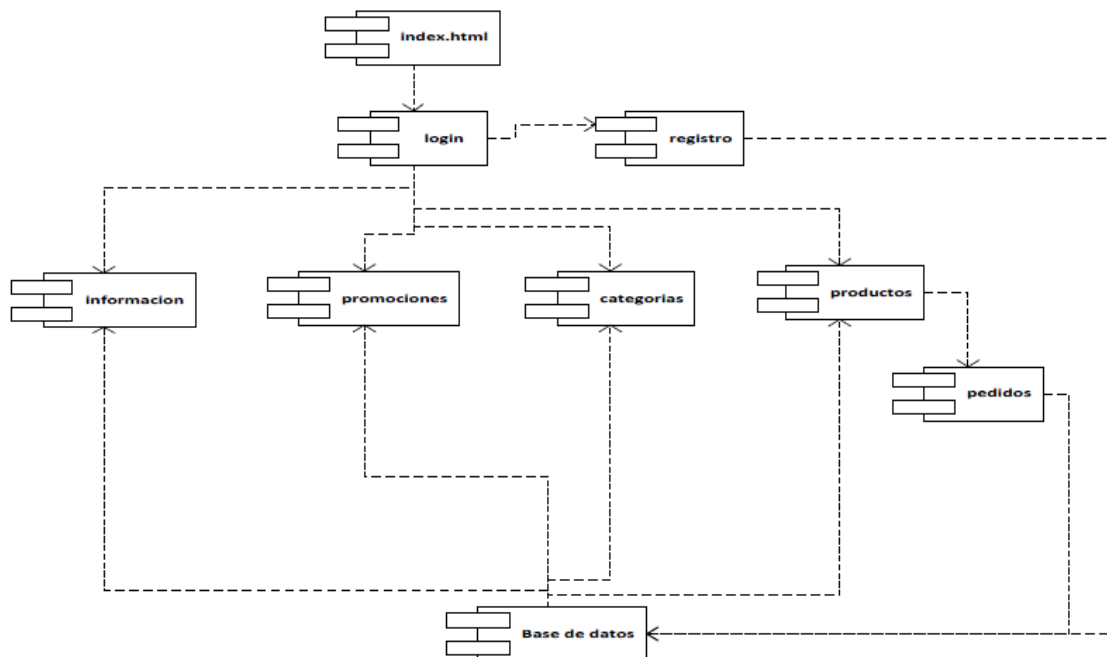 index.html
login
registro
informacion
promociones
categorias
productos
pedidos
Base de datos